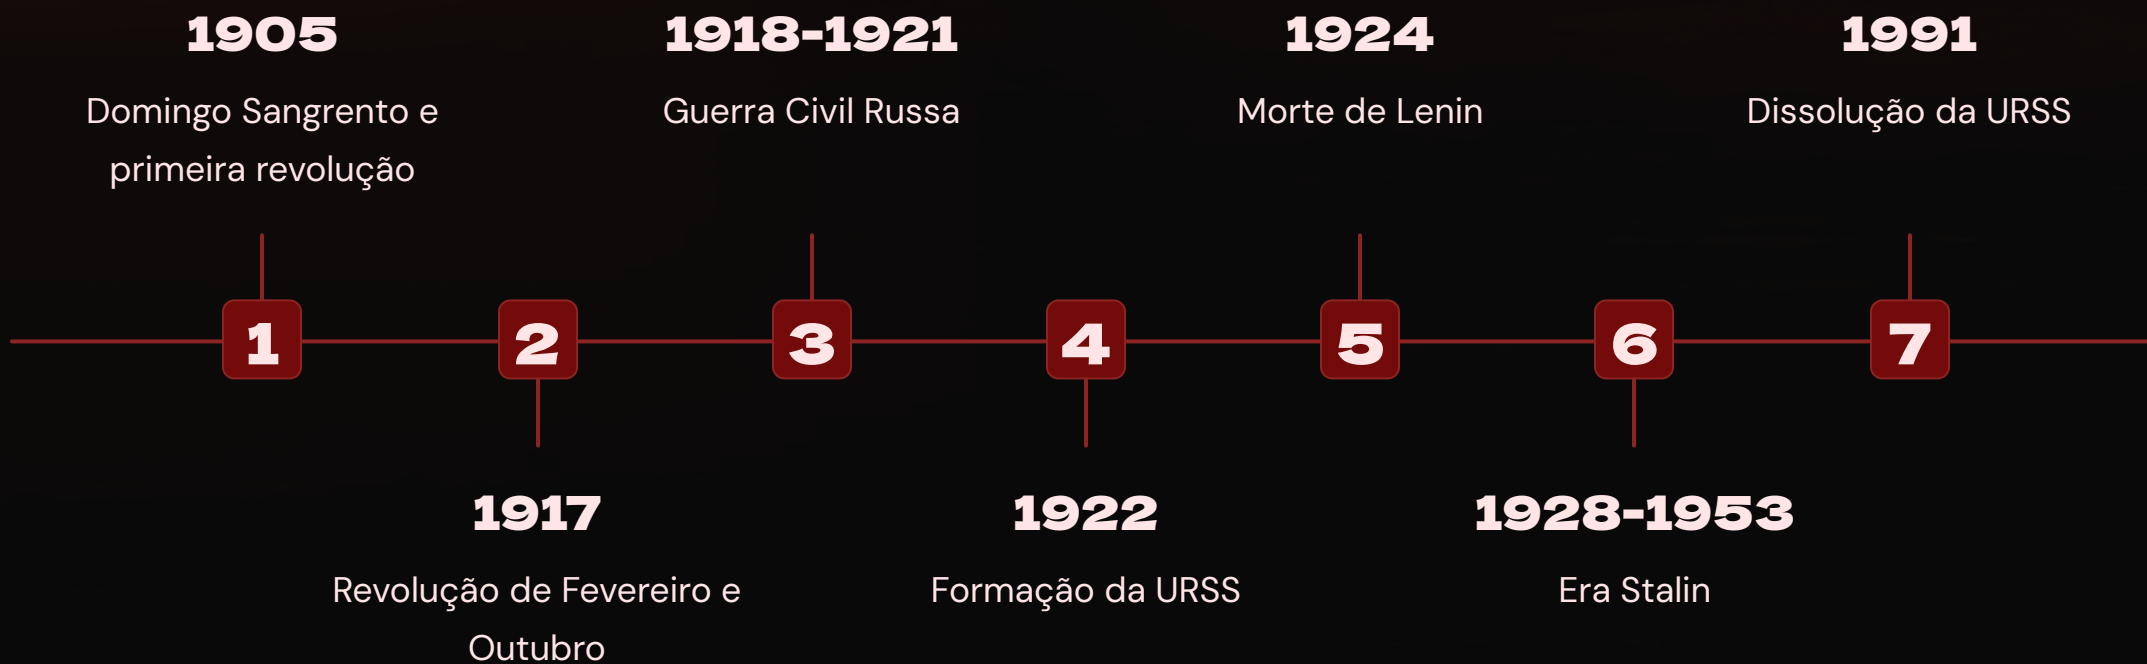 1905
Domingo Sangrento e
primeira revolução
1918-1921
Guerra Civil Russa
1924
Morte de Lenin
1991
Dissolução da URSS
1
2
3
4
5
6
7
1917
Revolução de Fevereiro e
Outubro
1922
Formação da URSS
1928-1953
Era Stalin